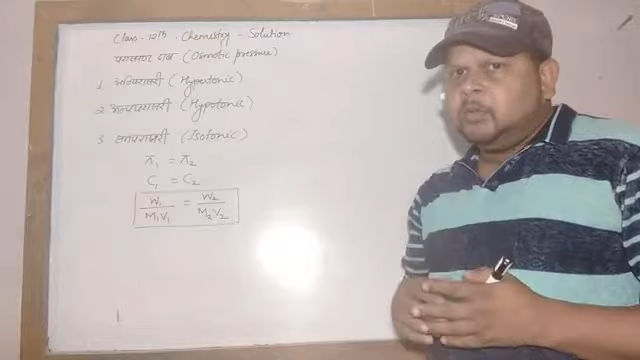 Class - 10th - Chemistry - Solution
परासरण दाब (Osmotic pressure)
1 अतिपरासरी (Hypertonic)
2 अल्पपरासरी (Hypotonic)
3 समपरासरी (Isotonic)
π₁ = π₂
C₁ = C₂
W₁ / M₁V₁ = W₂ / M₂V₂